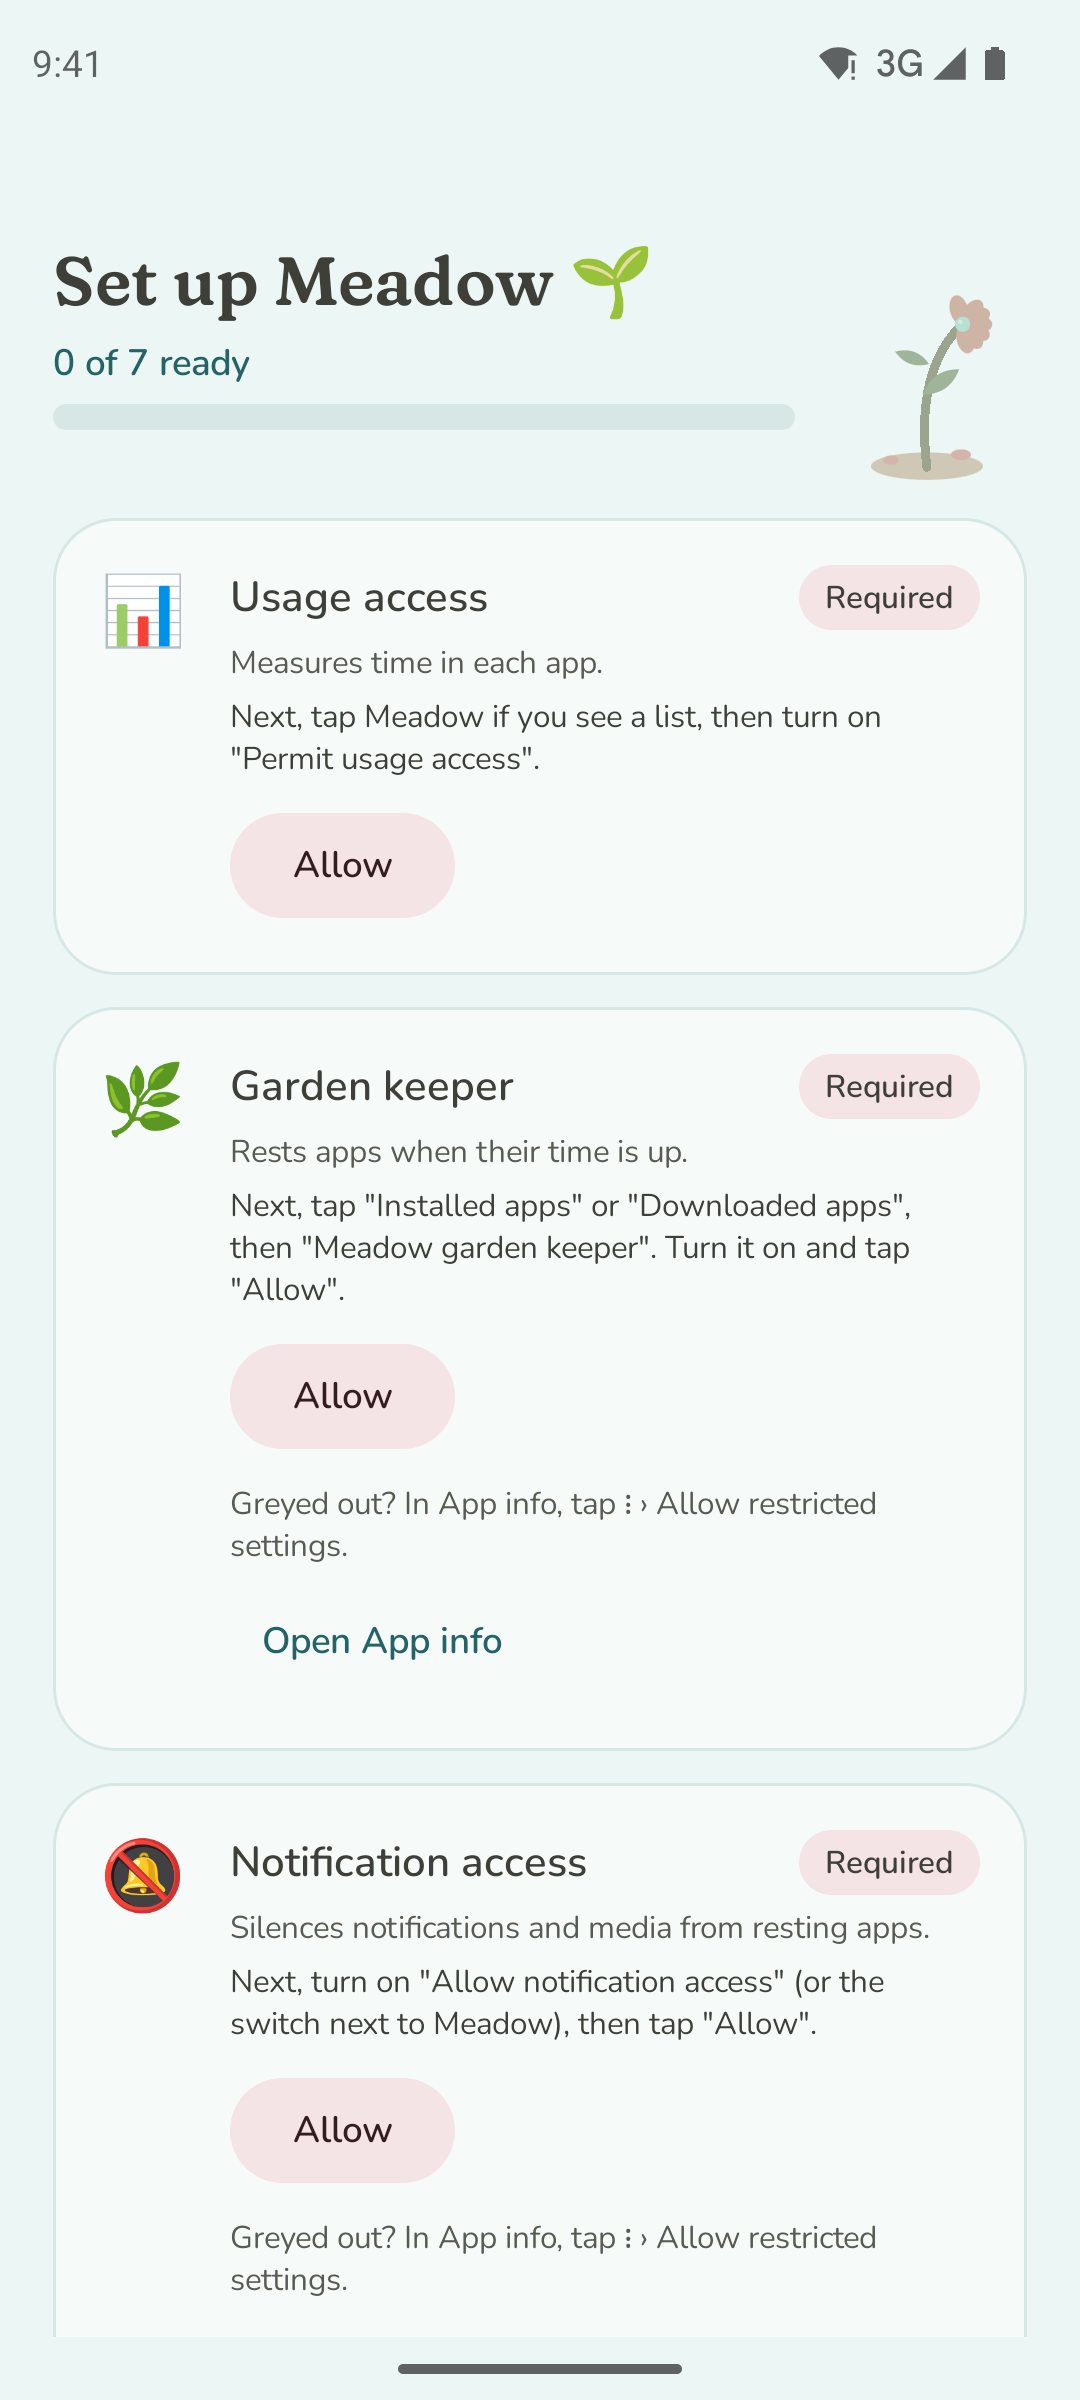 9:41
3G
Set up Meadow
0 of 7 ready
Usage access
Required
Measures time in each app.
Next, tap Meadow if you see a list, then turn on
"Permit usage access".
Allow
Garden keeper
Required
Rests apps when their time is up.
Next, tap "Installed apps" or "Downloaded apps",
then "Meadow garden keeper". Turn it on and tap
"Allow".
Allow
Greyed out? In App info, tap ⋮ › Allow restricted
settings.
Open App info
Notification access
Required
Silences notifications and media from resting apps.
Next, turn on "Allow notification access" (or the
switch next to Meadow), then tap "Allow".
Allow
Greyed out? In App info, tap ⋮ › Allow restricted
settings.